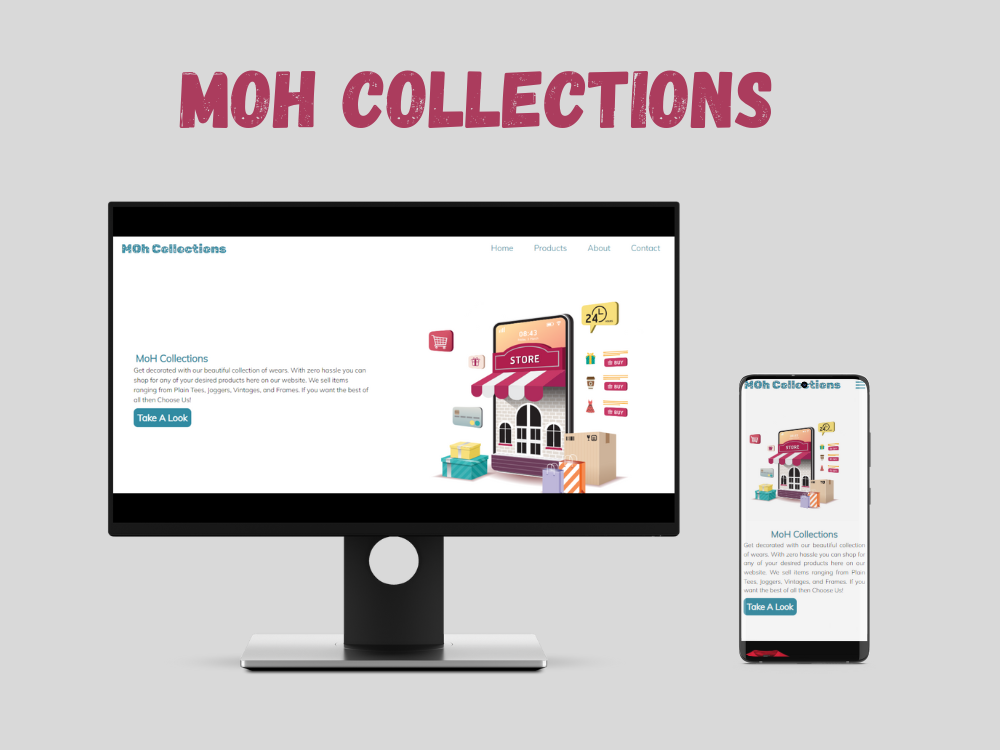 MOH COLLECTIONS
MOh Collections
Home Products About Contact
24
08:43
STORE
BUY
BUY
BUY
MoH Collections
Get decorated with our beautiful collection of wears. With zero hassle you can
shop for any of your desired products here on our website. We sell items
ranging from Plain Tees, Joggers, Vintages, and Frames. If you want the best of
all then Choose Us!
Take A Look
MOh Collections
24
STORE
MoH Collections
Get decorated with our beautiful collection
of wears. With zero hassle you can shop for
any of your desired products here on our
website. We sell items ranging from Plain
Tees, Joggers, Vintages, and Frames. If you
want the best of all then Choose Us!
Take A Look